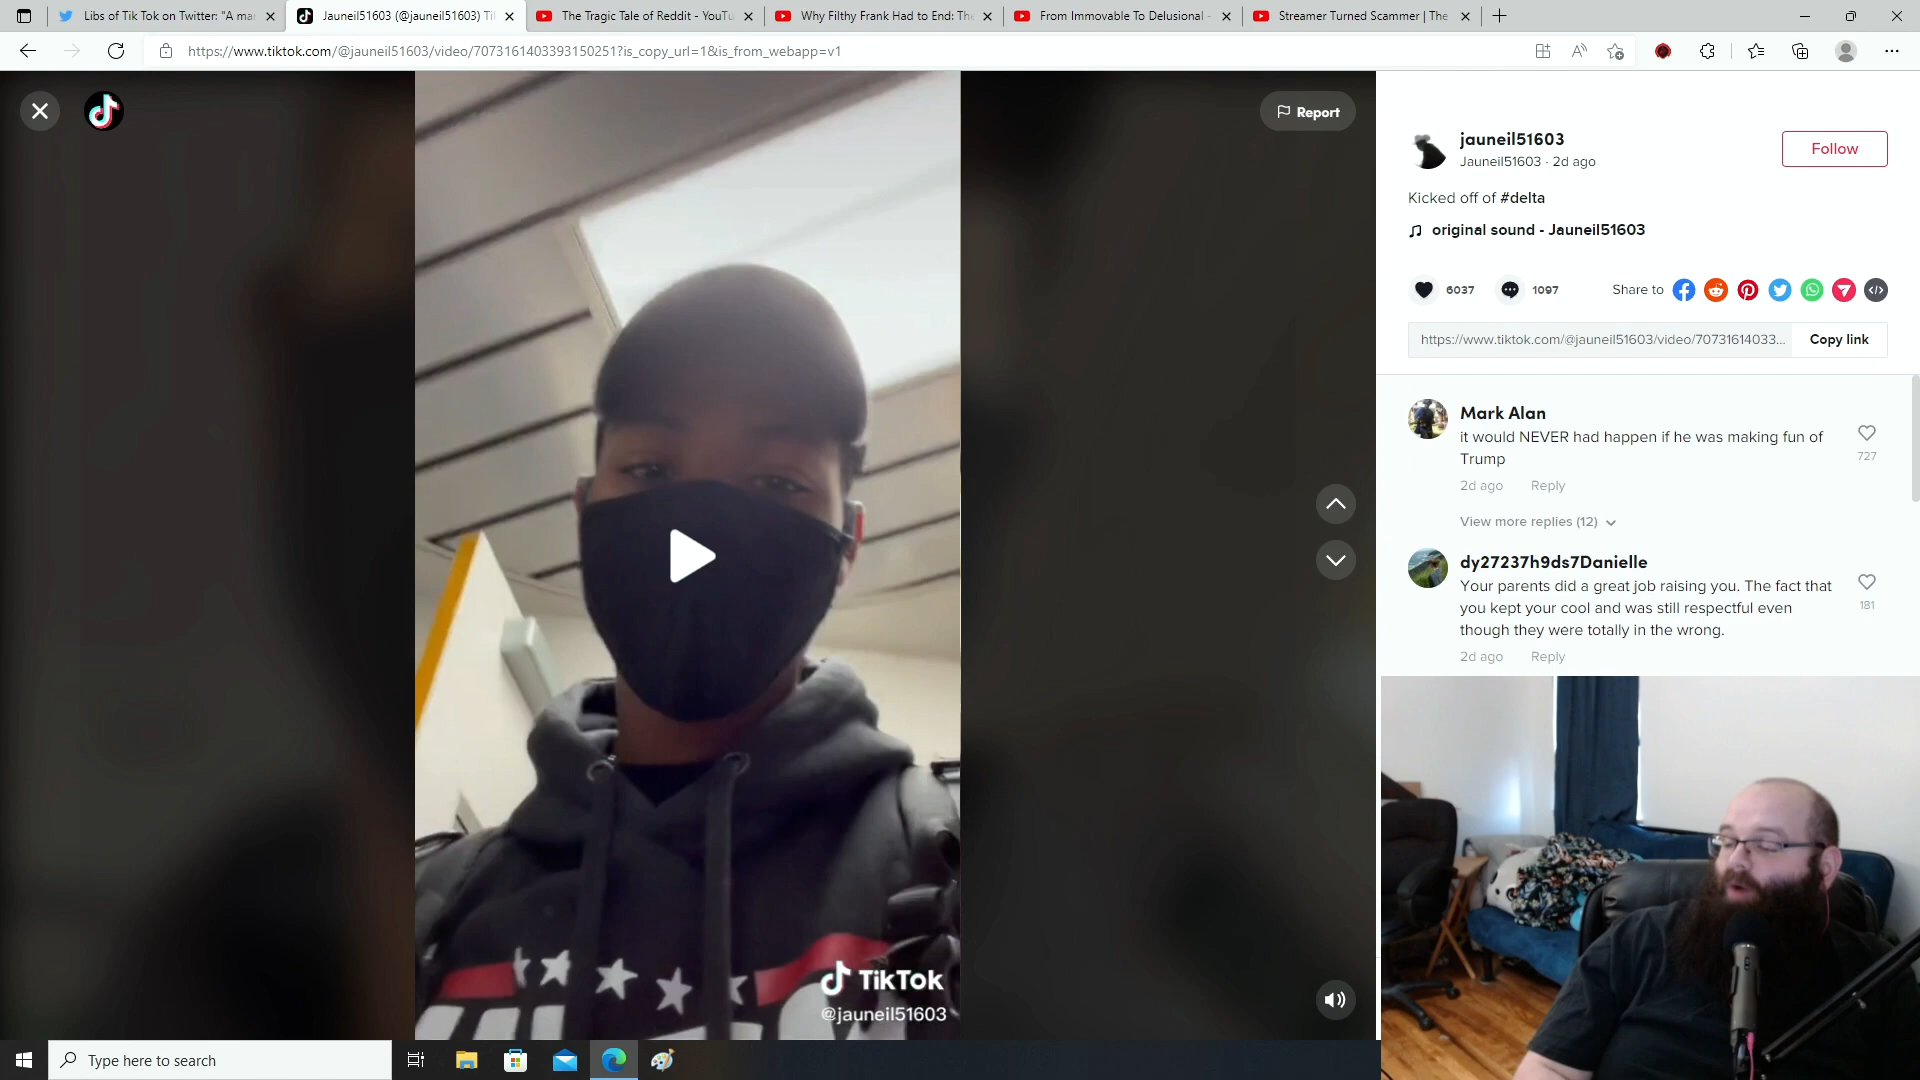 Libs of Tik Tok on Twitter: "A mar
Jauneil51603 (@jauneil51603) Ti
The Tragic Tale of Reddit - YouTu
Why Filthy Frank Had to End: The
From Immovable To Delusional -
Streamer Turned Scammer | The
https://www.tiktok.com/@jauneil51603/video/7073161403393150251?is_copy_url=1&is_from_webapp=v1
Report
jauneil51603
Jauneil51603 · 2d ago
Follow
Kicked off of #delta
original sound - Jauneil51603
6037
1097
Share to
https://www.tiktok.com/@jauneil51603/video/70731614033...
Copy link
Mark Alan
it would NEVER had happen if he was making fun of
Trump
727
2d ago Reply
View more replies (12)
dy27237h9ds7Danielle
Your parents did a great job raising you. The fact that
you kept your cool and was still respectful even
though they were totally in the wrong.
181
2d ago Reply
TikTok
@jauneil51603
Type here to search